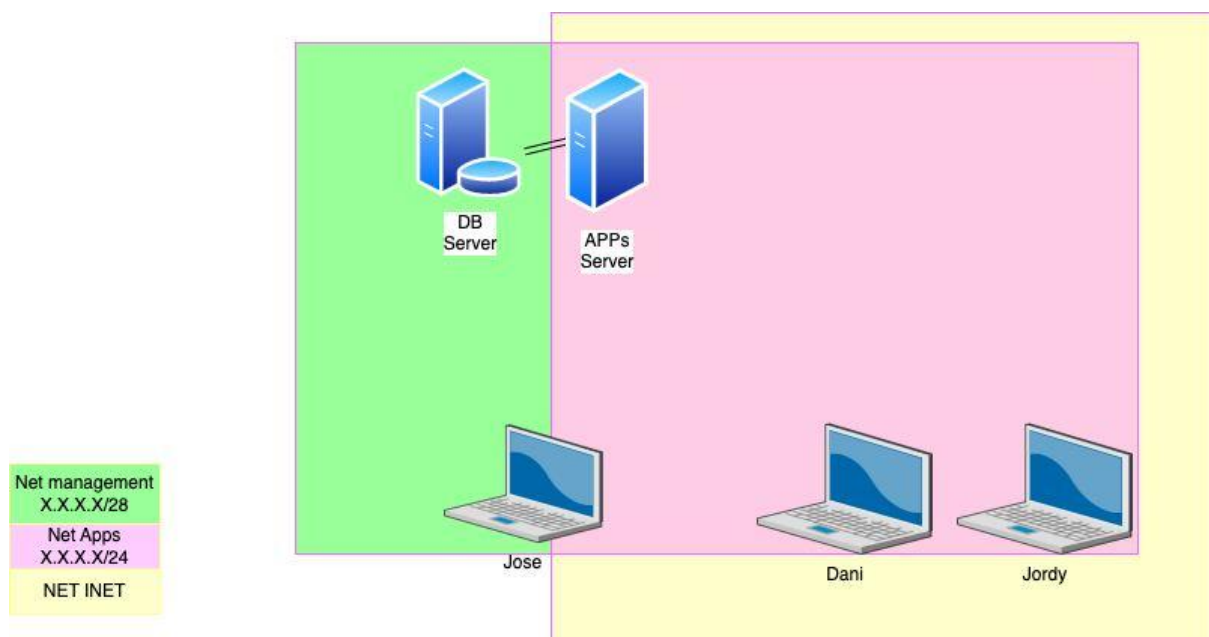 DB
Server
APPs
Server
Jose
Dani
Jordy
Net management
X.X.X.X/28
Net Apps
X.X.X.X/24
NET INET